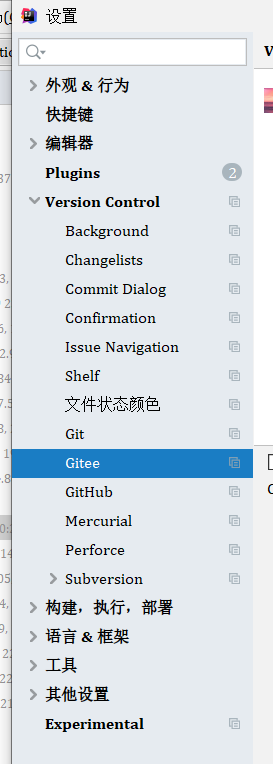 设置
外观 & 行为
快捷键
编辑器
Plugins 2
Version Control
Background
Changelists
Commit Dialog
Confirmation
Issue Navigation
Shelf
文件状态颜色
Git
Gitee
GitHub
Mercurial
Perforce
Subversion
构建，执行，部署
语言 & 框架
工具
其他设置
Experimental